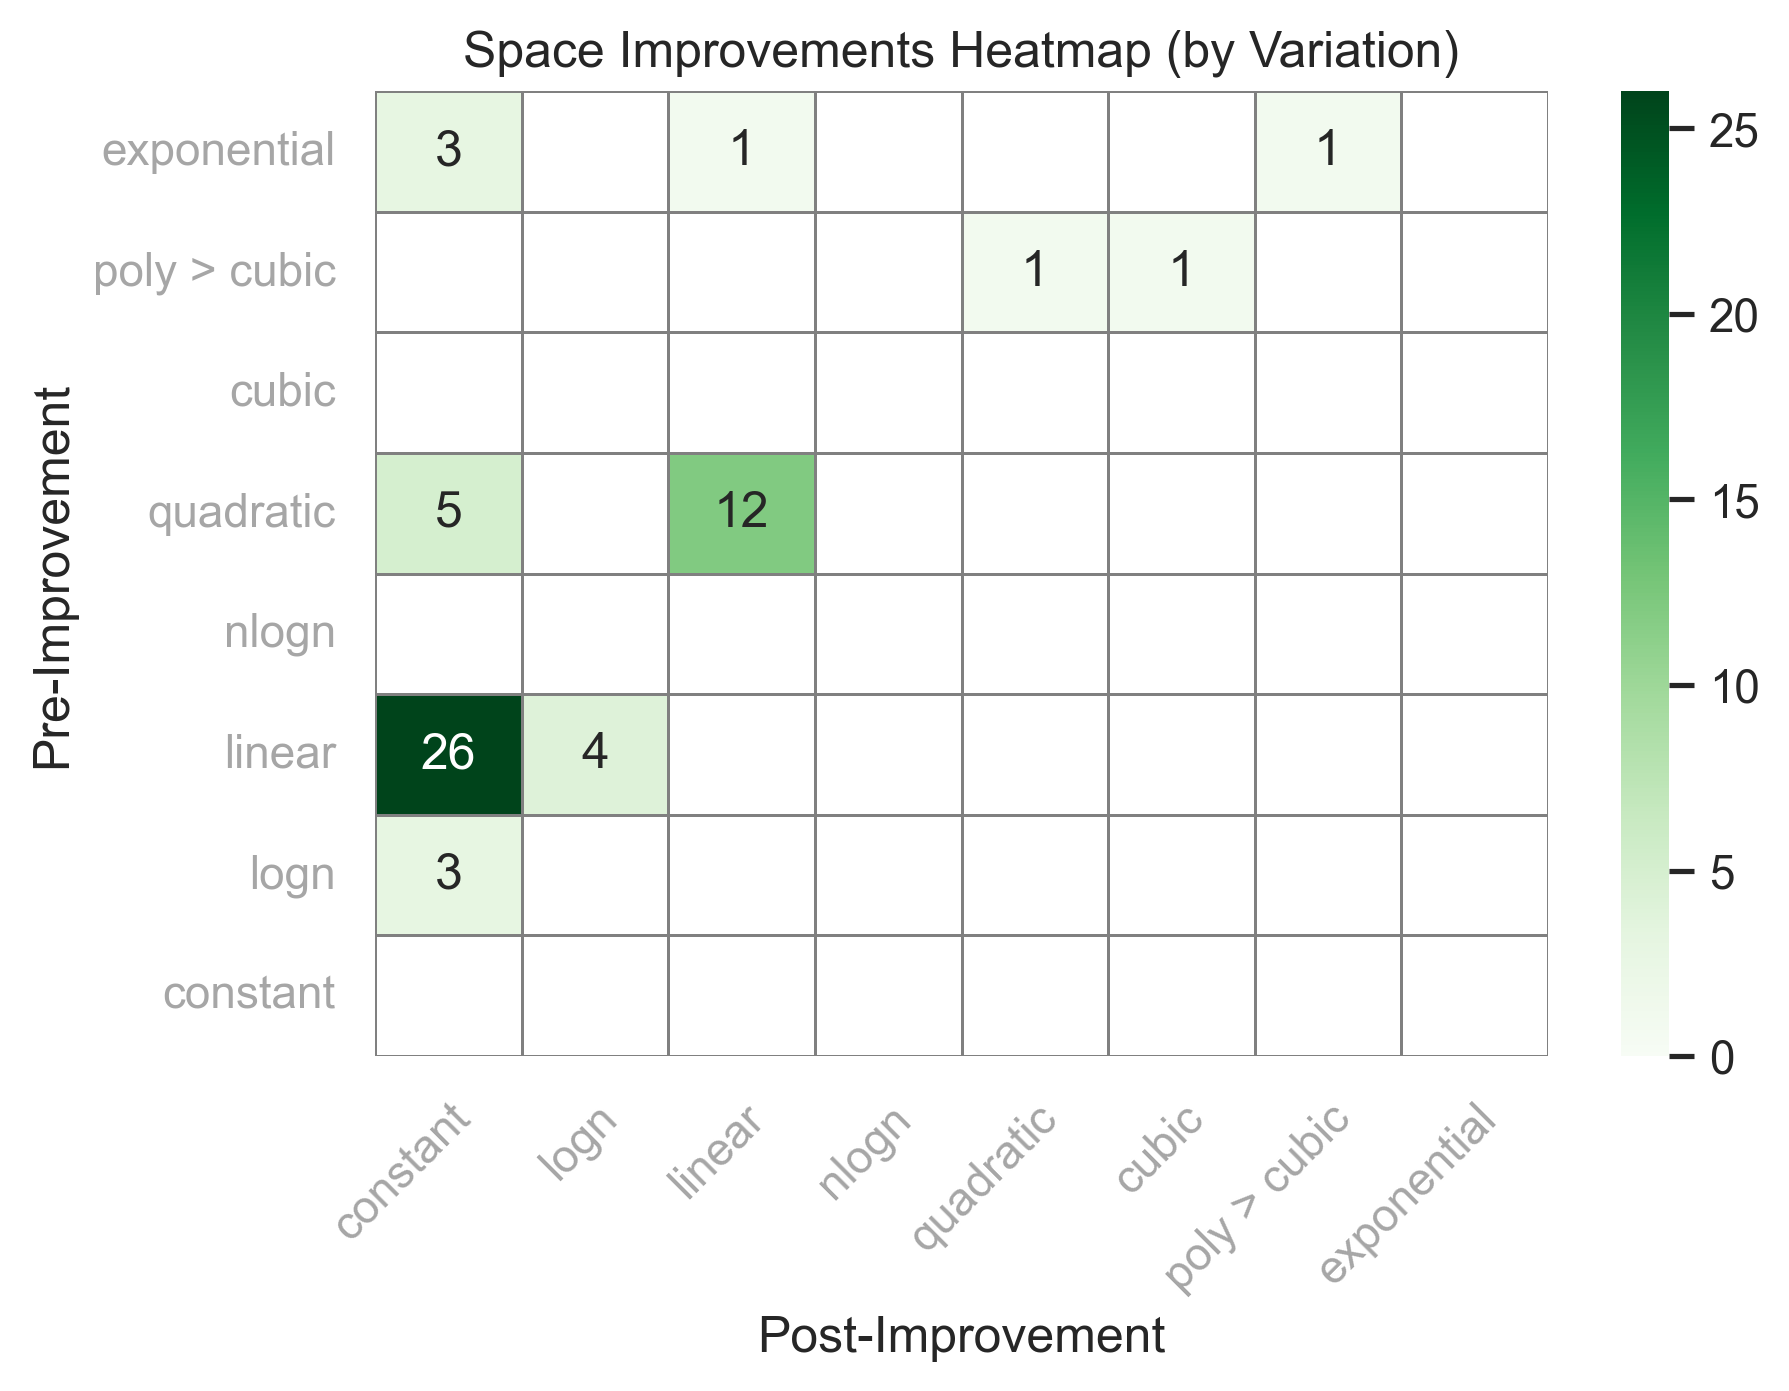 Space Improvements Heatmap (by Variation)
exponential 3 1 1
poly > cubic 1 1
cubic
quadratic 5 12
nlogn
linear 26 4
logn 3
constant
Pre-Improvement
constant logn linear nlogn quadratic cubic poly > cubic exponential
Post-Improvement
25
20
15
10
5
0